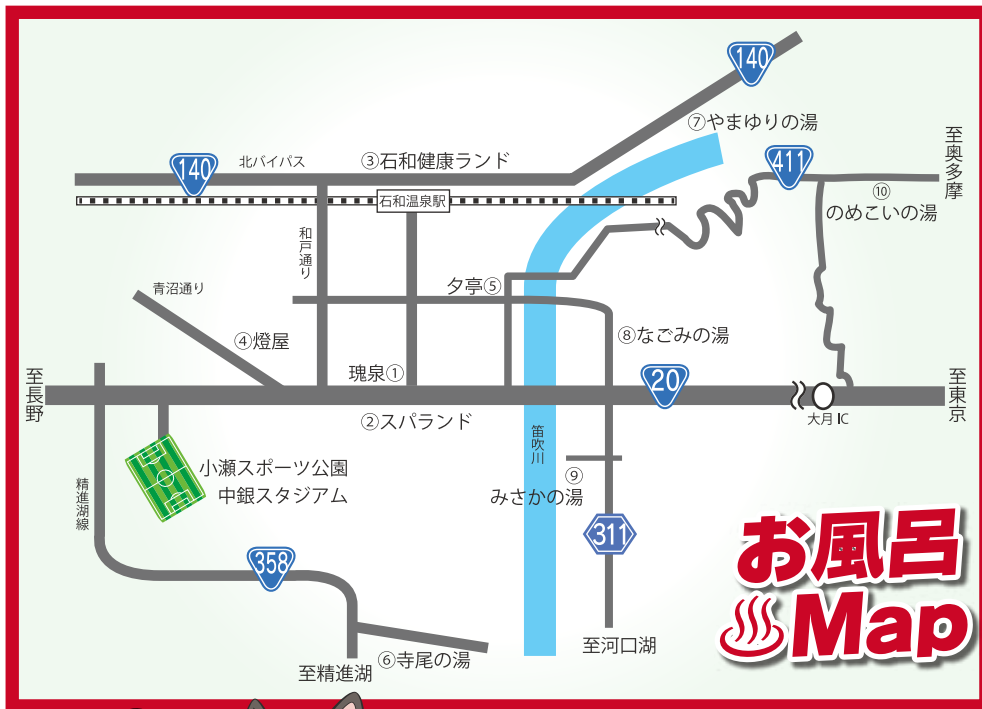 140
⑦やまゆりの湯
411
至奥多摩
北バイパス
③石和健康ランド
140
⑩
のめこいの湯
石和温泉駅
和戸通り
青沼通り
夕亭⑤
④燈屋
⑧なごみの湯
瑰泉①
至長野
20
至東京
大月 IC
②スパランド
笛吹川
小瀬スポーツ公園
中銀スタジアム
⑨
みさかの湯
精進湖線
311
358
お風呂
Map
至河口湖
⑥寺尾の湯
至精進湖